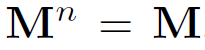 𝐌ⁿ = 𝐌